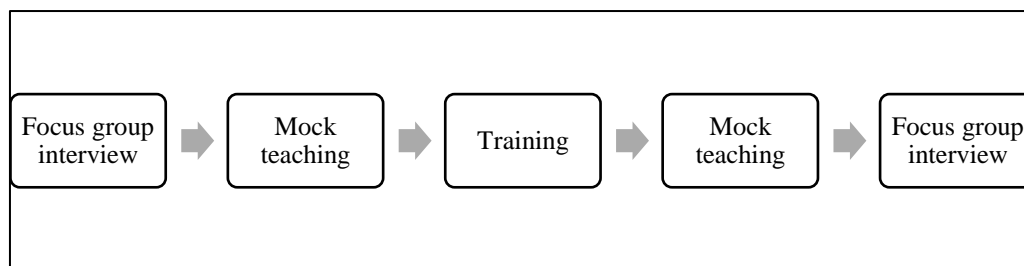 Focus group
interview
Mock
teaching
Training
Mock
teaching
Focus group
interview